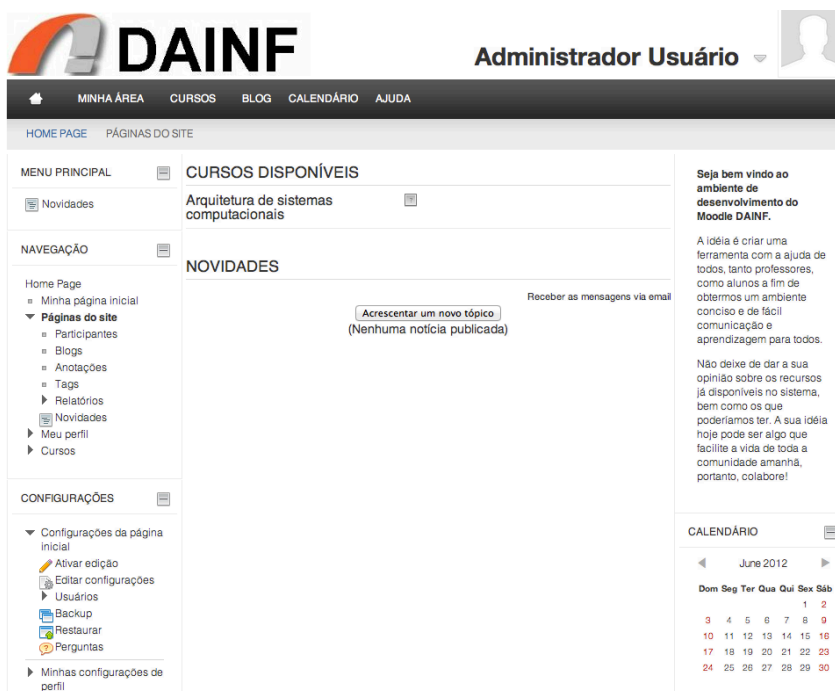 DAINF
Administrador Usuário
MINHA ÁREA CURSOS BLOG CALENDÁRIO AJUDA
HOME PAGE PÁGINAS DO SITE
MENU PRINCIPAL
Novidades
NAVEGAÇÃO
Home Page
Minha página inicial
Páginas do site
Participantes
Blogs
Anotações
Tags
Relatórios
Novidades
Meu perfil
Cursos
CONFIGURAÇÕES
Configurações da página
inicial
Ativar edição
Editar configurações
Usuários
Backup
Restaurar
Perguntas
Minhas configurações de
perfil
CURSOS DISPONÍVEIS
Arquitetura de sistemas
computacionais
NOVIDADES
Receber as mensagens via email
Acrescentar um novo tópico
(Nenhuma notícia publicada)
Seja bem vindo ao
ambiente de
desenvolvimento do
Moodle DAINF.
A idéia é criar uma
ferramenta com a ajuda de
todos, tanto professores,
como alunos a fim de
obtermos um ambiente
conciso e de fácil
comunicação e
aprendizagem para todos.
Não deixe de dar a sua
opinião sobre os recursos
já disponíveis no sistema,
bem como os que
poderíamos ter. A sua idéia
hoje pode ser algo que
facilite a vida de toda a
comunidade amanhã,
portanto, colabore!
CALENDÁRIO
June 2012
Dom Seg Ter Qua Qui Sex Sáb
1 2
3 4 5 6 7 8 9
10 11 12 13 14 15 16
17 18 19 20 21 22 23
24 25 26 27 28 29 30